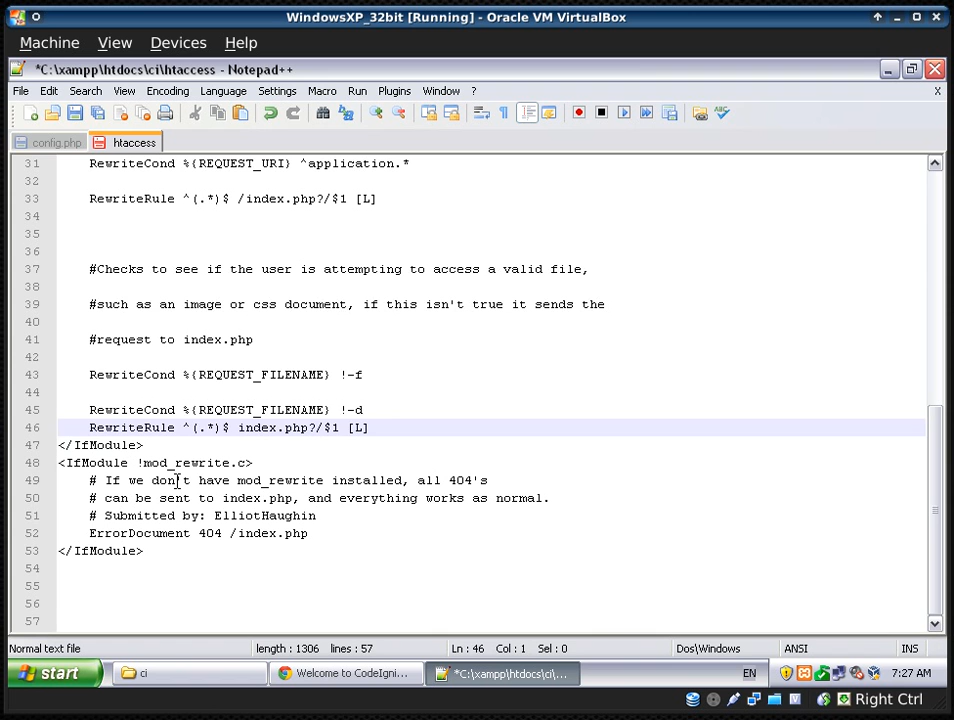 WindowsXP_32bit [Running] - Oracle VM VirtualBox
Machine View Devices Help
*C:\xampp\htdocs\ci\htaccess - Notepad++
File Edit Search View Encoding Language Settings Macro Run Plugins Window ? X
config.php htaccess
31 RewriteCond %{REQUEST_URI} ^application.*
32
33 RewriteRule ^(.*)$ /index.php?/$1 [L]
34
35
36
37 #Checks to see if the user is attempting to access a valid file,
38
39 #such as an image or css document, if this isn't true it sends the
40
41 #request to index.php
42
43 RewriteCond %{REQUEST_FILENAME} !-f
44
45 RewriteCond %{REQUEST_FILENAME} !-d
46 RewriteRule ^(.*)$ index.php?/$1 [L]
47 </IfModule>
48 <IfModule !mod_rewrite.c>
49 # If we don't have mod_rewrite installed, all 404's
50 # can be sent to index.php, and everything works as normal.
51 # Submitted by: ElliotHaughin
52 ErrorDocument 404 /index.php
53 </IfModule>
54
55
56
57
Normal text file length : 1306 lines : 57 Ln : 46 Col : 1 Sel : 0 Dos\Windows ANSI INS
start ci Welcome to CodeIgni... *C:\xampp\htdocs\ci\... EN 7:27 AM
Right Ctrl